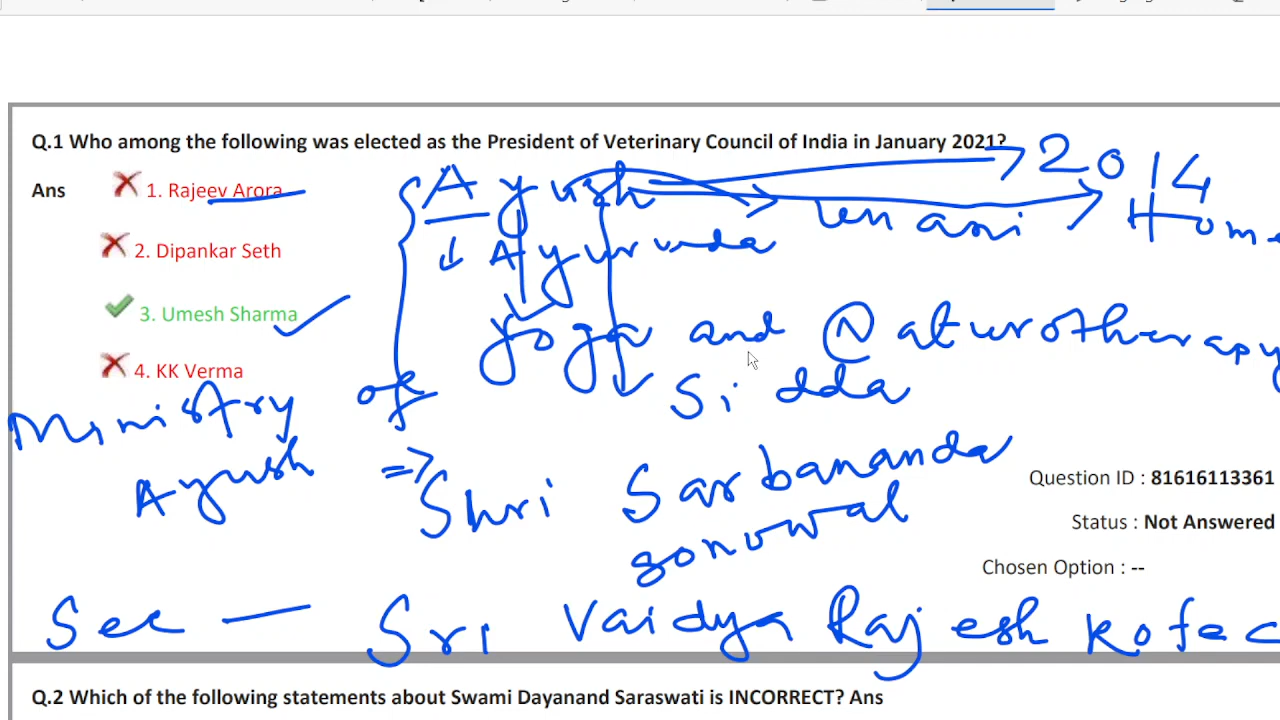 Q.1 Who among the following was elected as the President of Veterinary Council of India in January 2021?
2014
Ans 1. Rajeev Arora
Ayush
unani
Home
2. Dipankar Seth
Ayurveda
3. Umesh Sharma
yoga and Naturotherapy
4. KK Verma
Sidda
Ministry of
Ayush
=> Shri Sarbananda
sonowal
Question ID : 81616113361
Status : Not Answered
Chosen Option : --
Sec — Sri Vaidya Rajesh Kotec
Q.2 Which of the following statements about Swami Dayanand Saraswati is INCORRECT? Ans